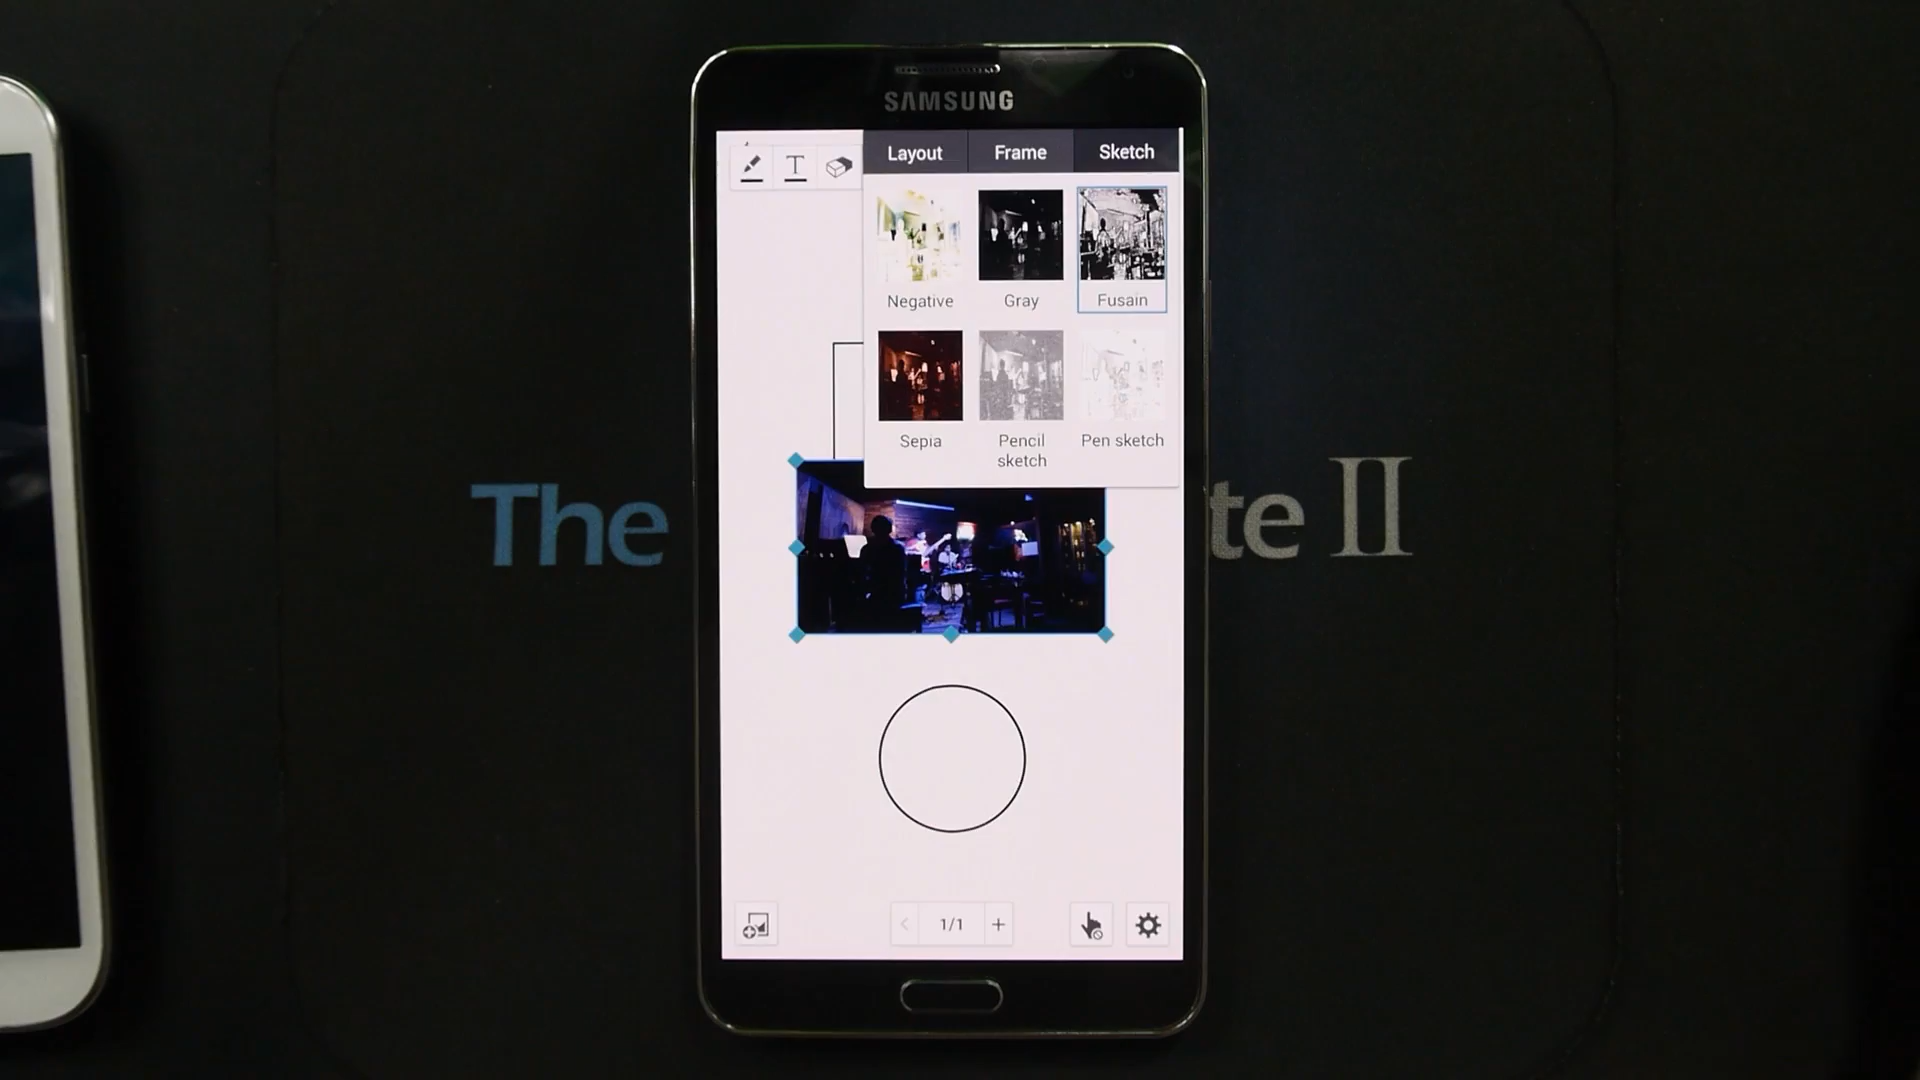 SAMSUNG
Layout Frame Sketch
T
Negative Gray Fusain
Sepia Pencil sketch Pen sketch
The te II
1/1 +